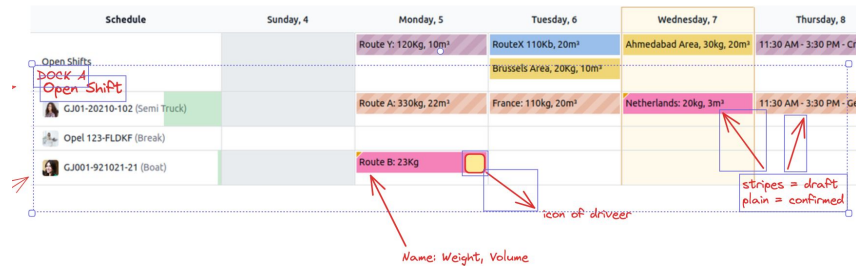 Schedule Sunday, 4 Monday, 5 Tuesday, 6 Wednesday, 7 Thursday, 8
Route Y: 120Kg, 10m³ RouteX 110Kb, 20m³ Ahmedabad Area, 30kg, 20m³ 11:30 AM - 3:30 PM - Cr
Open Shifts
Brussels Area, 20Kg, 10m³
DOCK A
Open Shift
GJ01-20210-102 (Semi Truck) Route A: 330kg, 22m³ France: 110kg, 20m³ Netherlands: 20kg, 3m³ 11:30 AM - 3:30 PM - Ge
Opel 123-FLDKF (Break)
GJ001-921021-21 (Boat) Route B: 23Kg
stripes = draft
plain = confirmed
icon of driveer
Name: Weight, Volume